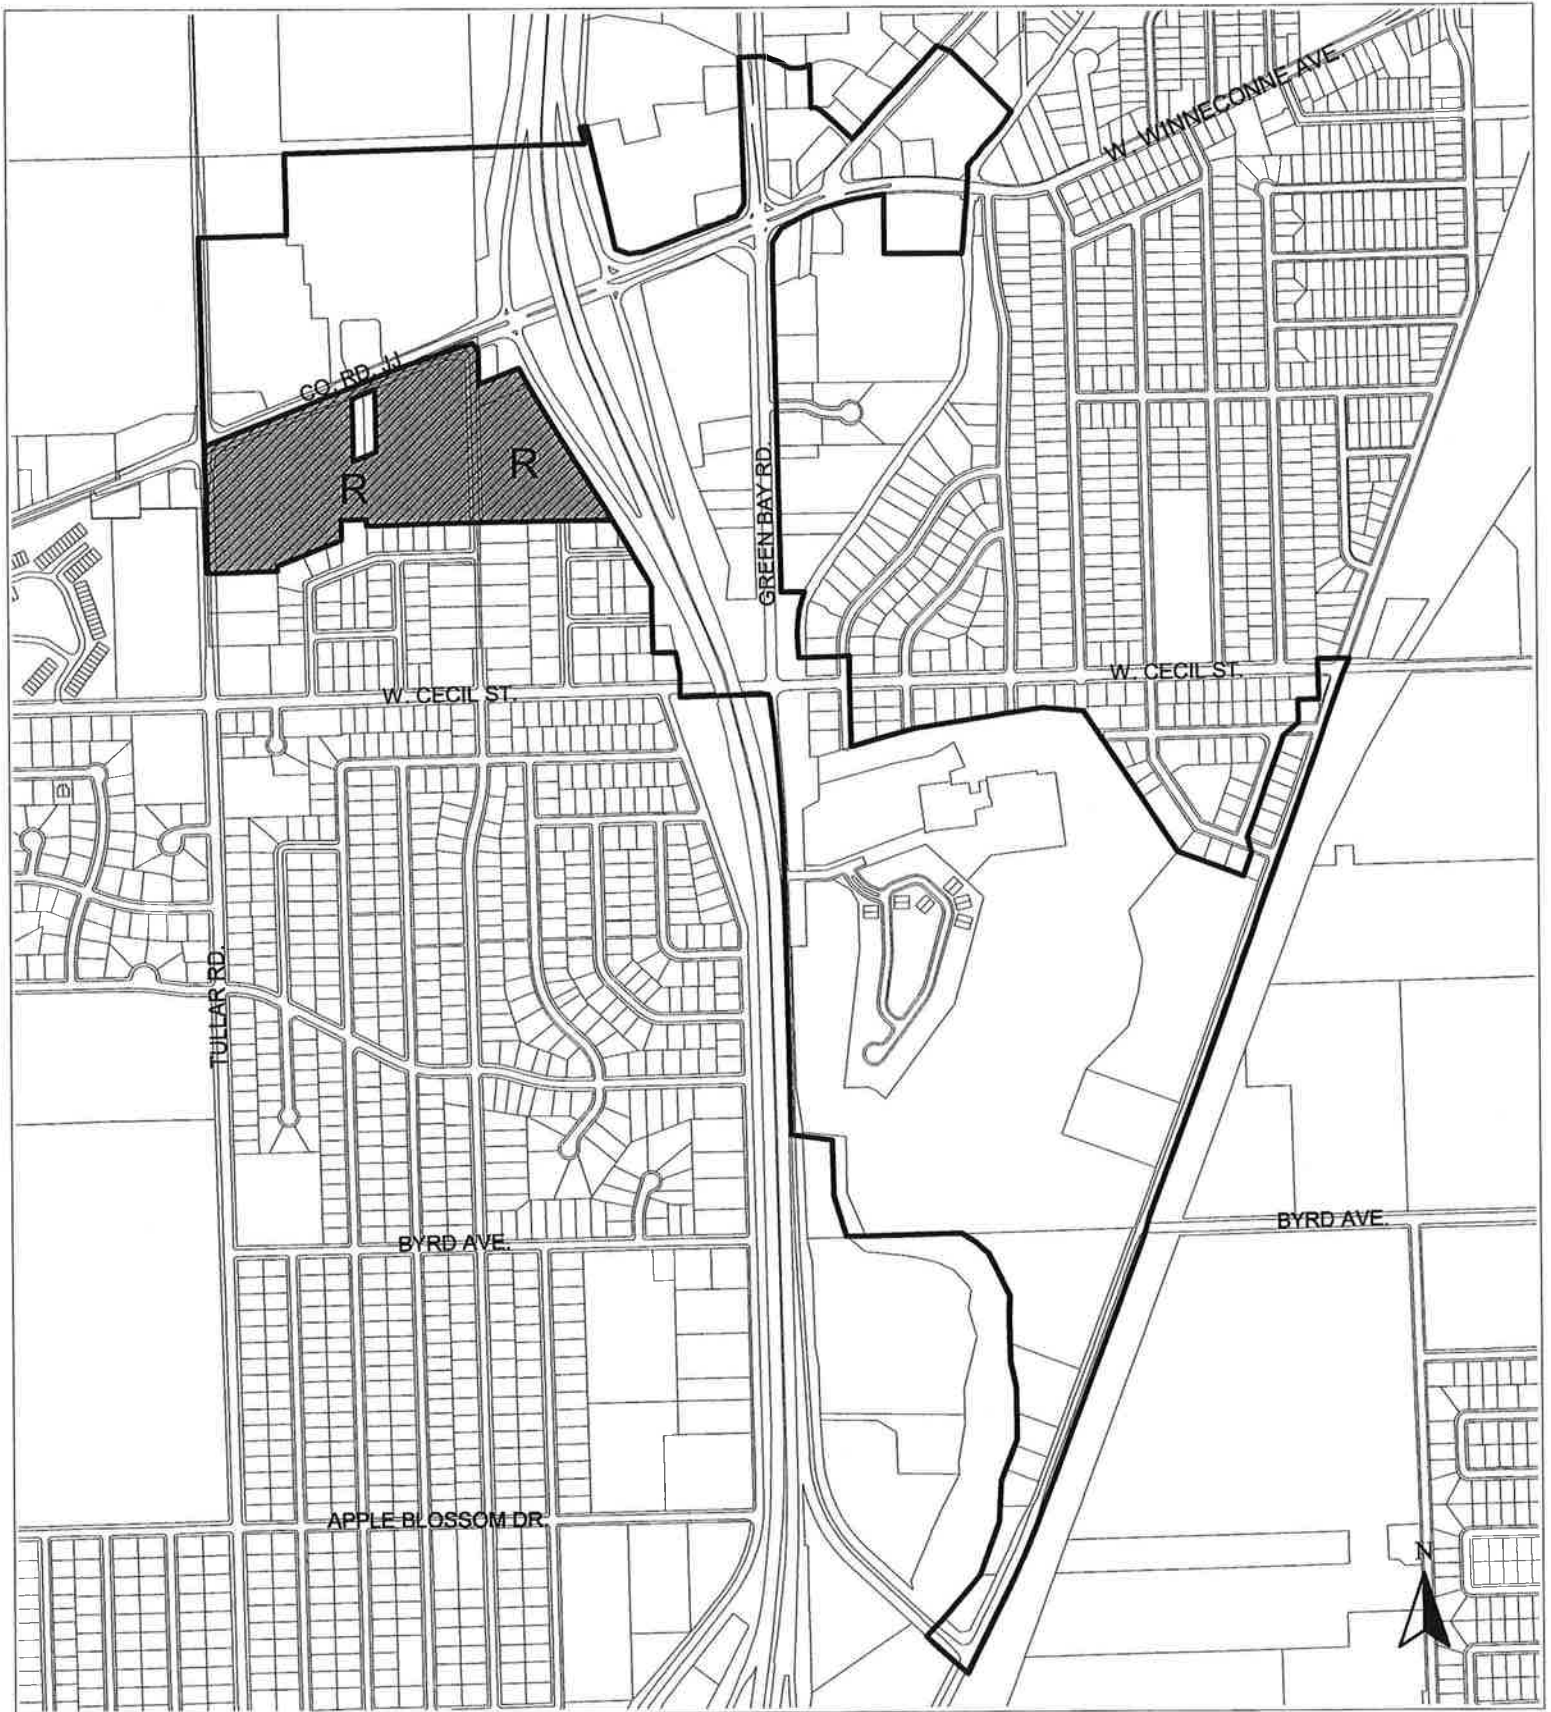 W. WINNECONNE AVE.
CO. RD. JJ
R
R
GREEN BAY RD.
W. CECIL ST.
W. CECIL ST.
TULLAR RD.
BYRD AVE.
BYRD AVE.
APPLE BLOSSOM DR.
N